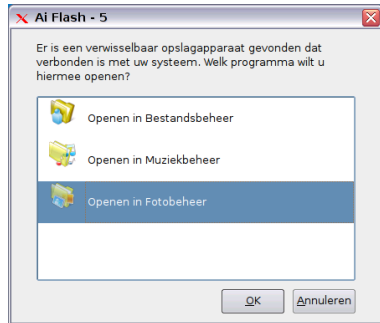 Ai Flash - 5
Er is een verwisselbaar opslagapparaat gevonden dat
verbonden is met uw systeem. Welk programma wilt u
hiermee openen?
Openen in Bestandsbeheer
Openen in Muziekbeheer
Openen in Fotobeheer
OK
Annuleren